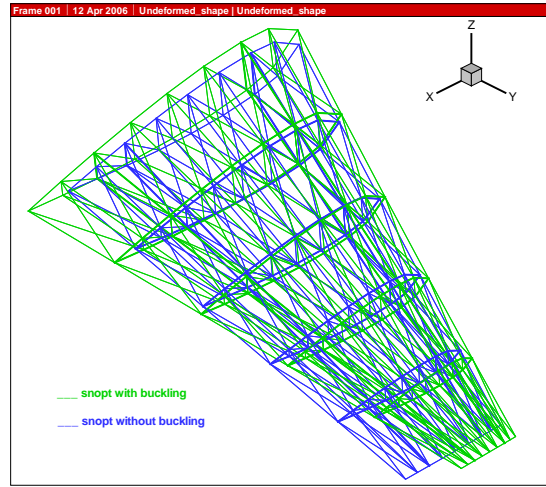 Frame 001 | 12 Apr 2006 | Undeformed_shape | Undeformed_shape
Z
X Y
___ snopt with buckling
___ snopt without buckling